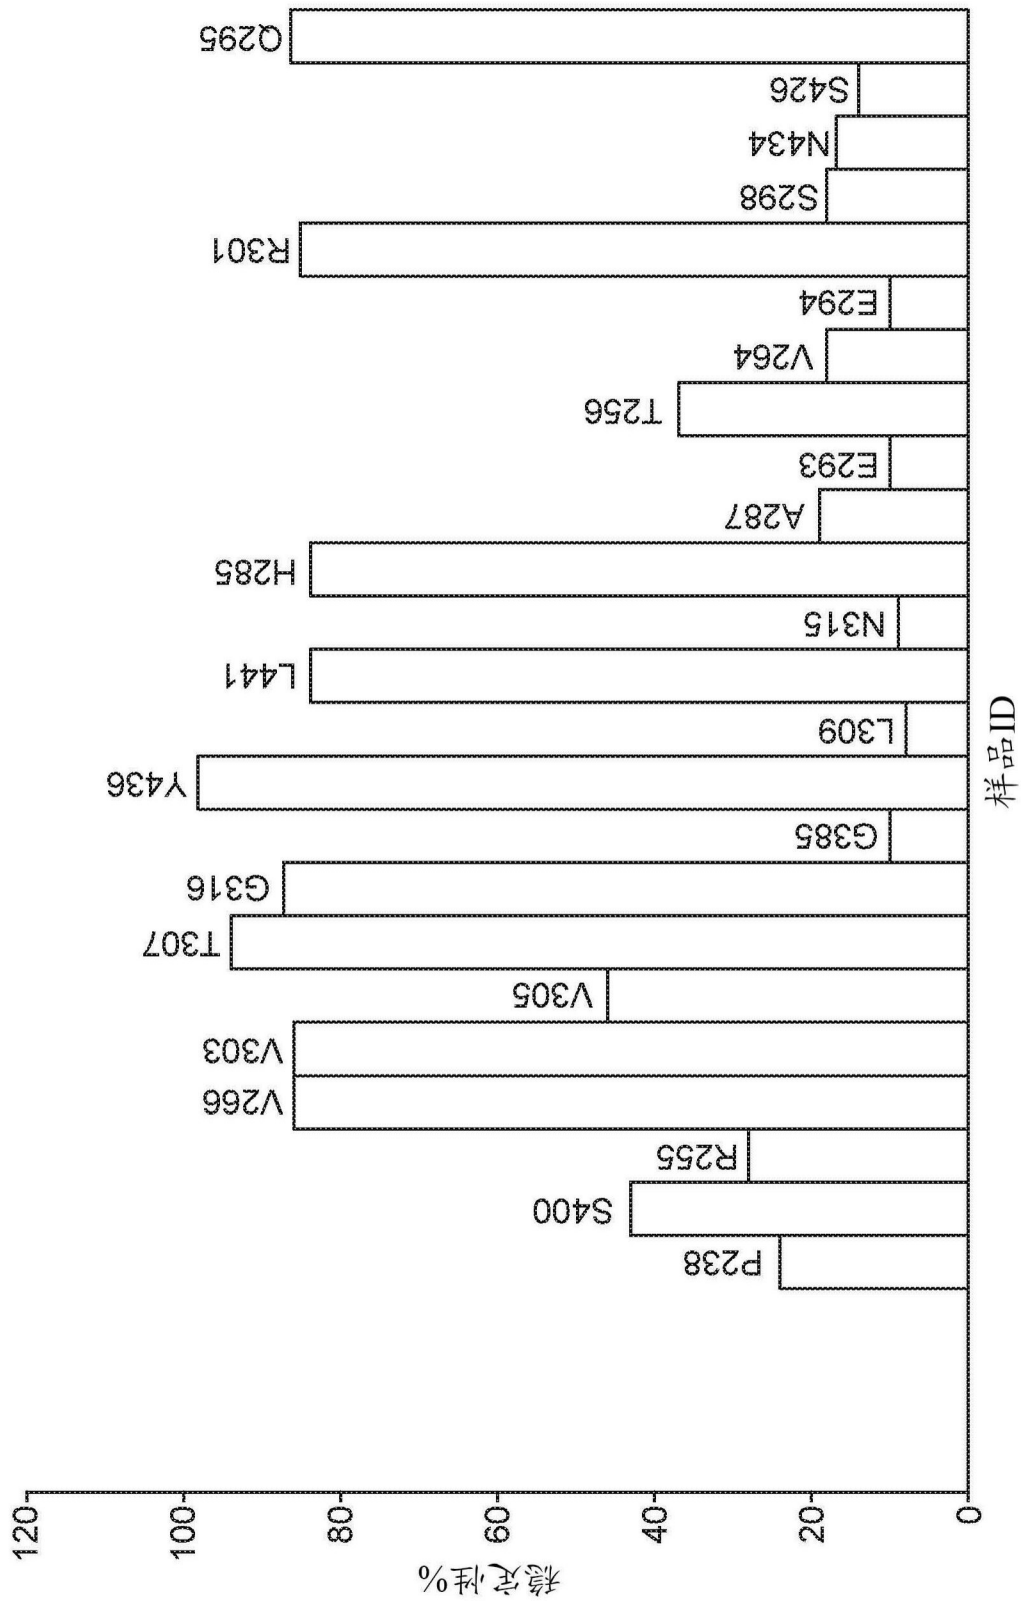 稳定性%
120
100
80
60
40
20
0
P238
S400
R255
V266
V303
V305
T307
G316
G385
Y436
L309
L441
N315
H285
A287
E293
T256
V264
E294
R301
S298
N434
S426
Q295
样品ID